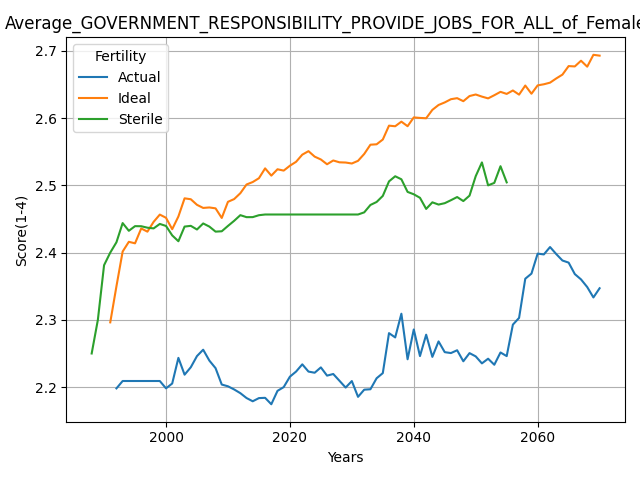 Average_GOVERNMENT_RESPONSIBILITY_PROVIDE_JOBS_FOR_ALL_of_Female
Fertility
Actual
Ideal
Sterile
2.7
2.6
2.5
2.4
2.3
2.2
Score(1-4)
2000 2020 2040 2060
Years